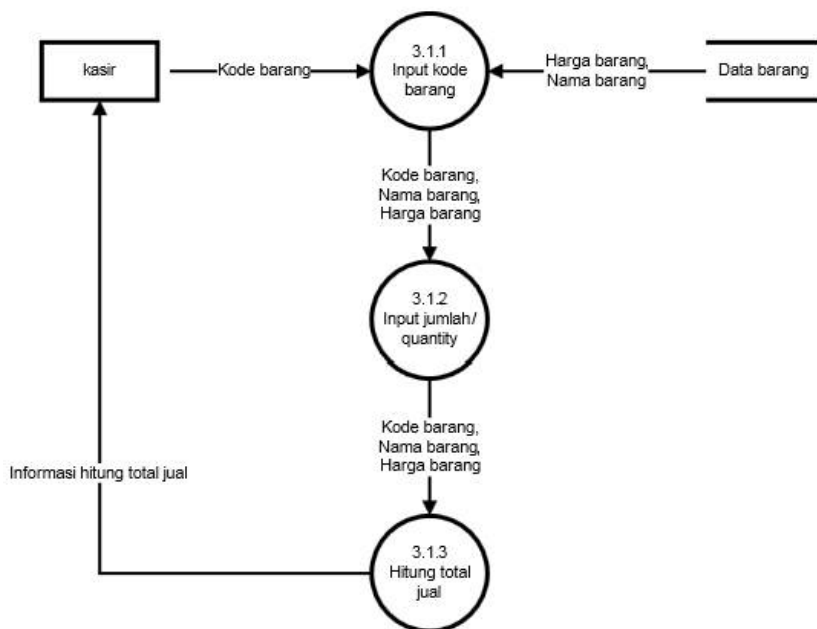 kasir
Kode barang
3.1.1
Input kode
barang
Harga barang,
Nama barang
Data barang
Kode barang,
Nama barang,
Harga barang
3.1.2
Input jumlah/
quantity
Kode barang,
Nama barang,
Harga barang
Informasi hitung total jual
3.1.3
Hitung total
jual